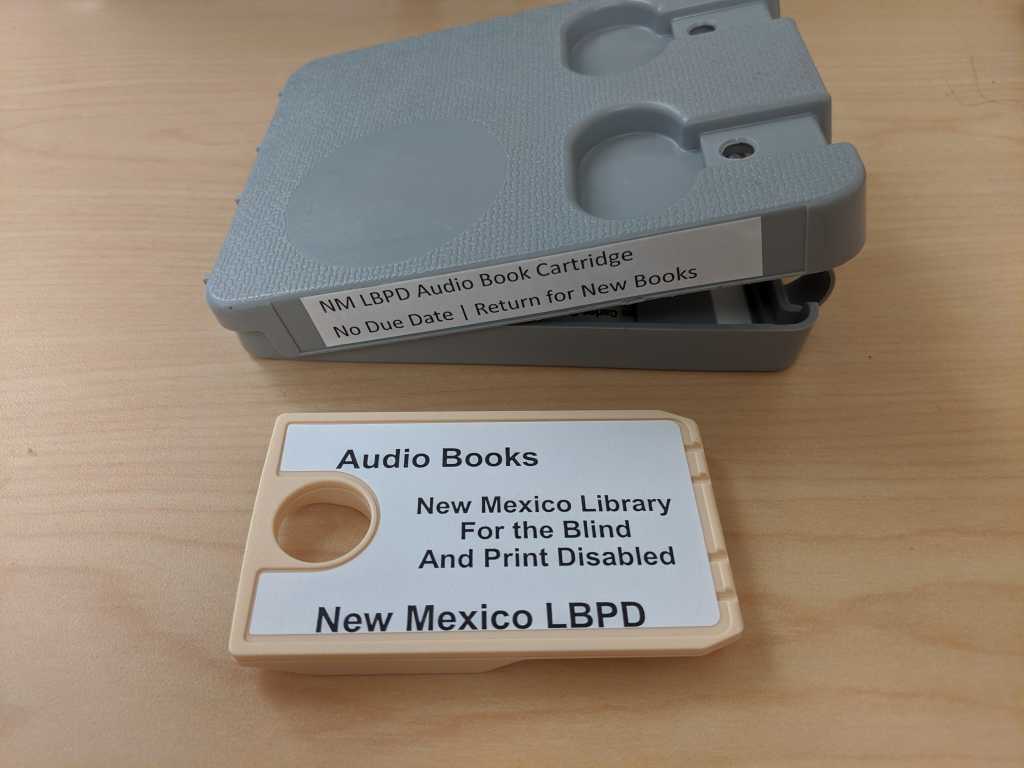 NM LBPD Audio Book Cartridge
No Due Date | Return for New Books
Audio Books
New Mexico Library
For the Blind
And Print Disabled
New Mexico LBPD